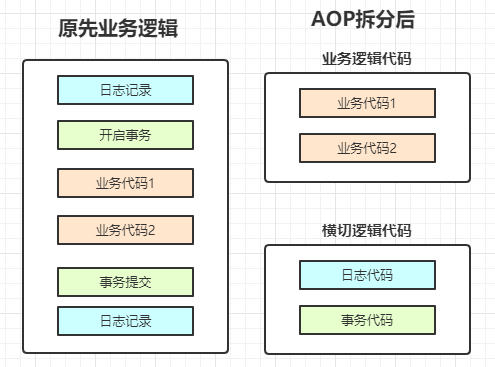 原先业务逻辑
日志记录
开启事务
业务代码1
业务代码2
事务提交
日志记录
AOP拆分后
业务逻辑代码
业务代码1
业务代码2
横切逻辑代码
日志代码
事务代码